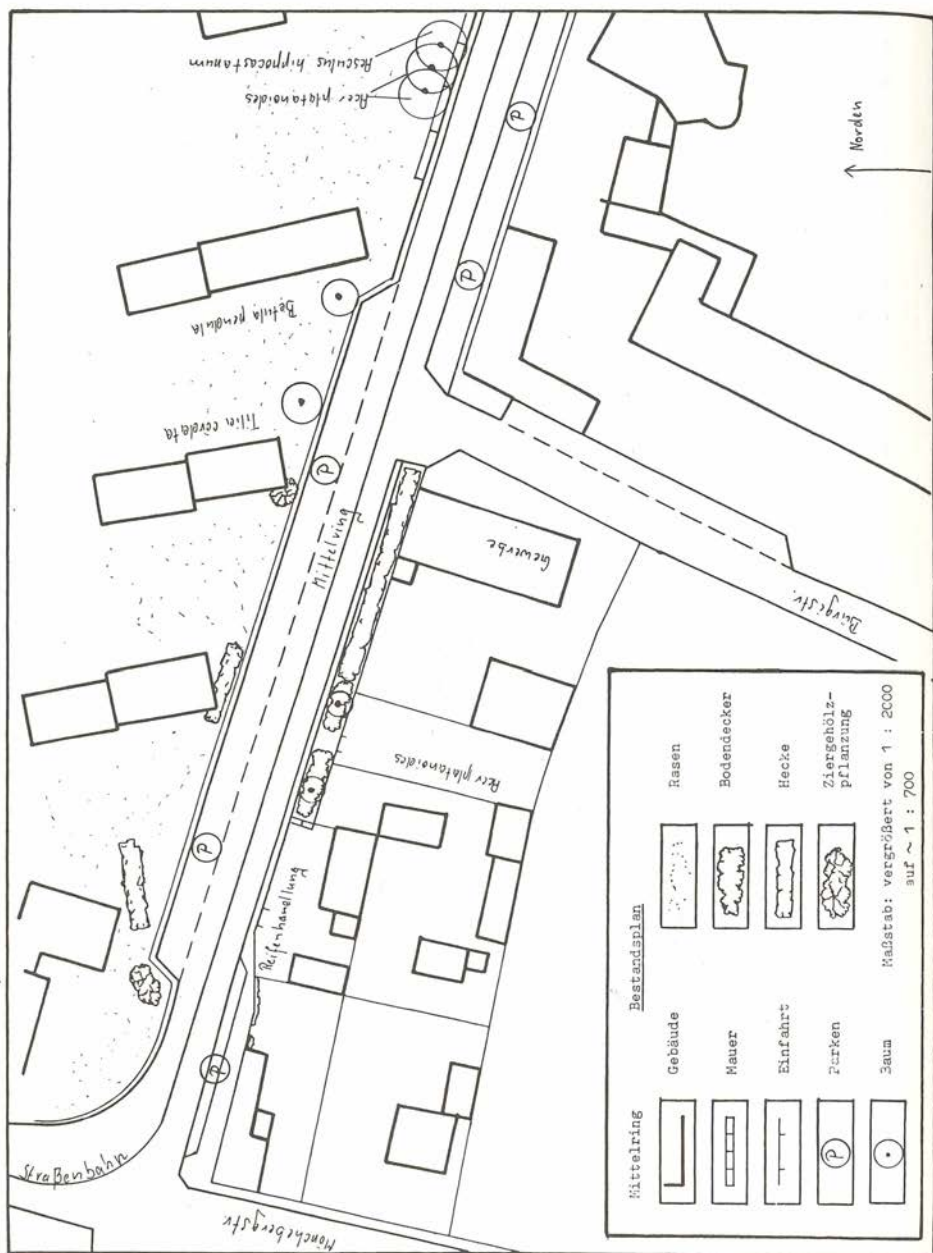 Aesculus hippocastanum
Acer platanoides
Betula pendula
Tilia cordata
Norden
P
P
P
P
P
Mittelring
Gewerbe
Bürgistr.
Acer platanoides
Reifenhandlung
Straßenbahn
Mönchebergstr.
Mittelring
Bestandsplan
Gebäude
Rasen
Mauer
Bodendecker
Einfahrt
Hecke
P
Parken
Ziergehölz-
pflanzung
Baum
Maßstab: vergrößert von 1 : 2000
auf ~ 1 : 700